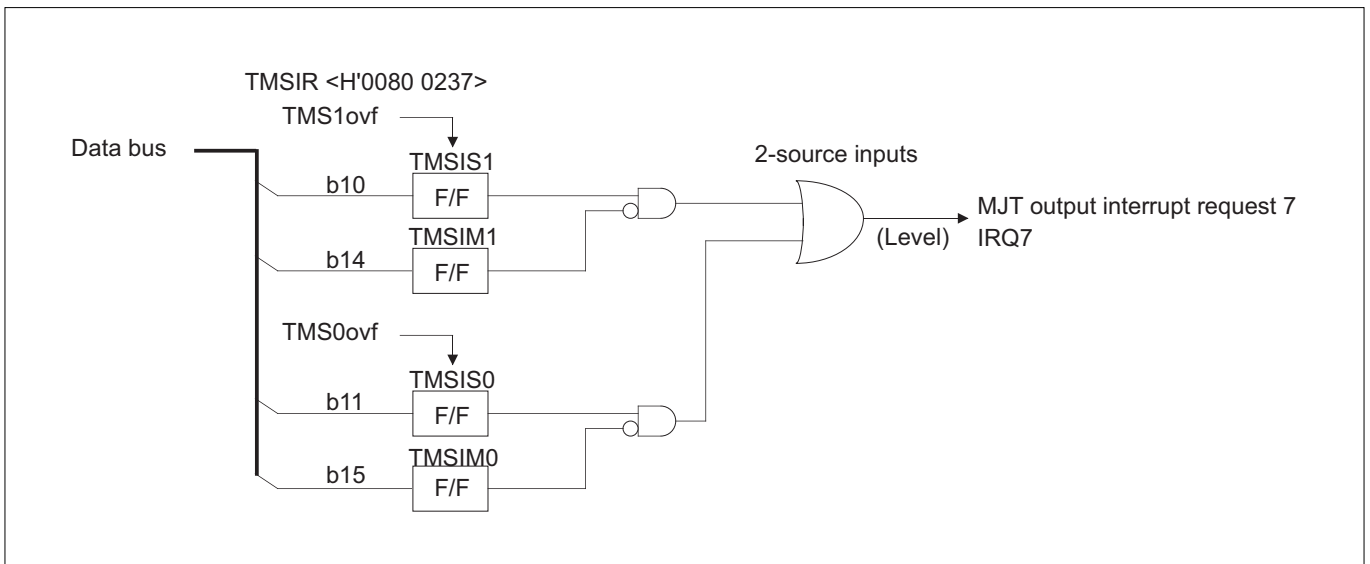 TMSIR <H'0080 0237>
TMS1ovf
Data bus
TMSIS1
2-source inputs
b10
F/F
MJT output interrupt request 7
(Level)
IRQ7
TMSIM1
b14
F/F
TMS0ovf
TMSIS0
b11
F/F
TMSIM0
b15
F/F